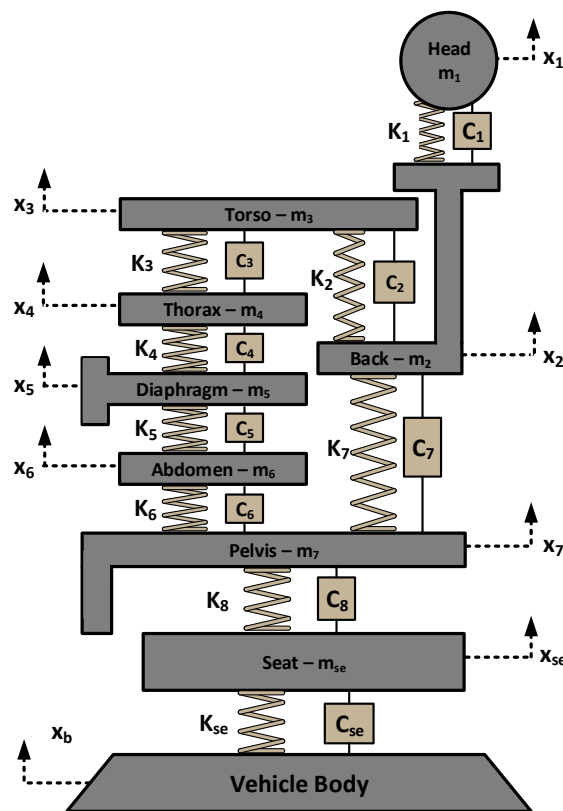 Head
m₁
x₁
K₁
C₁
x₃
Torso – m₃
K₃
C₃
K₂
C₂
x₄
Thorax – m₄
K₄
C₄
Back – m₂
x₂
x₅
Diaphragm – m₅
K₅
C₅
K₇
C₇
x₆
Abdomen – m₆
K₆
C₆
Pelvis – m₇
x₇
K₈
C₈
Seat – mₛₑ
xₛₑ
Kₛₑ
Cₛₑ
x_b
Vehicle Body